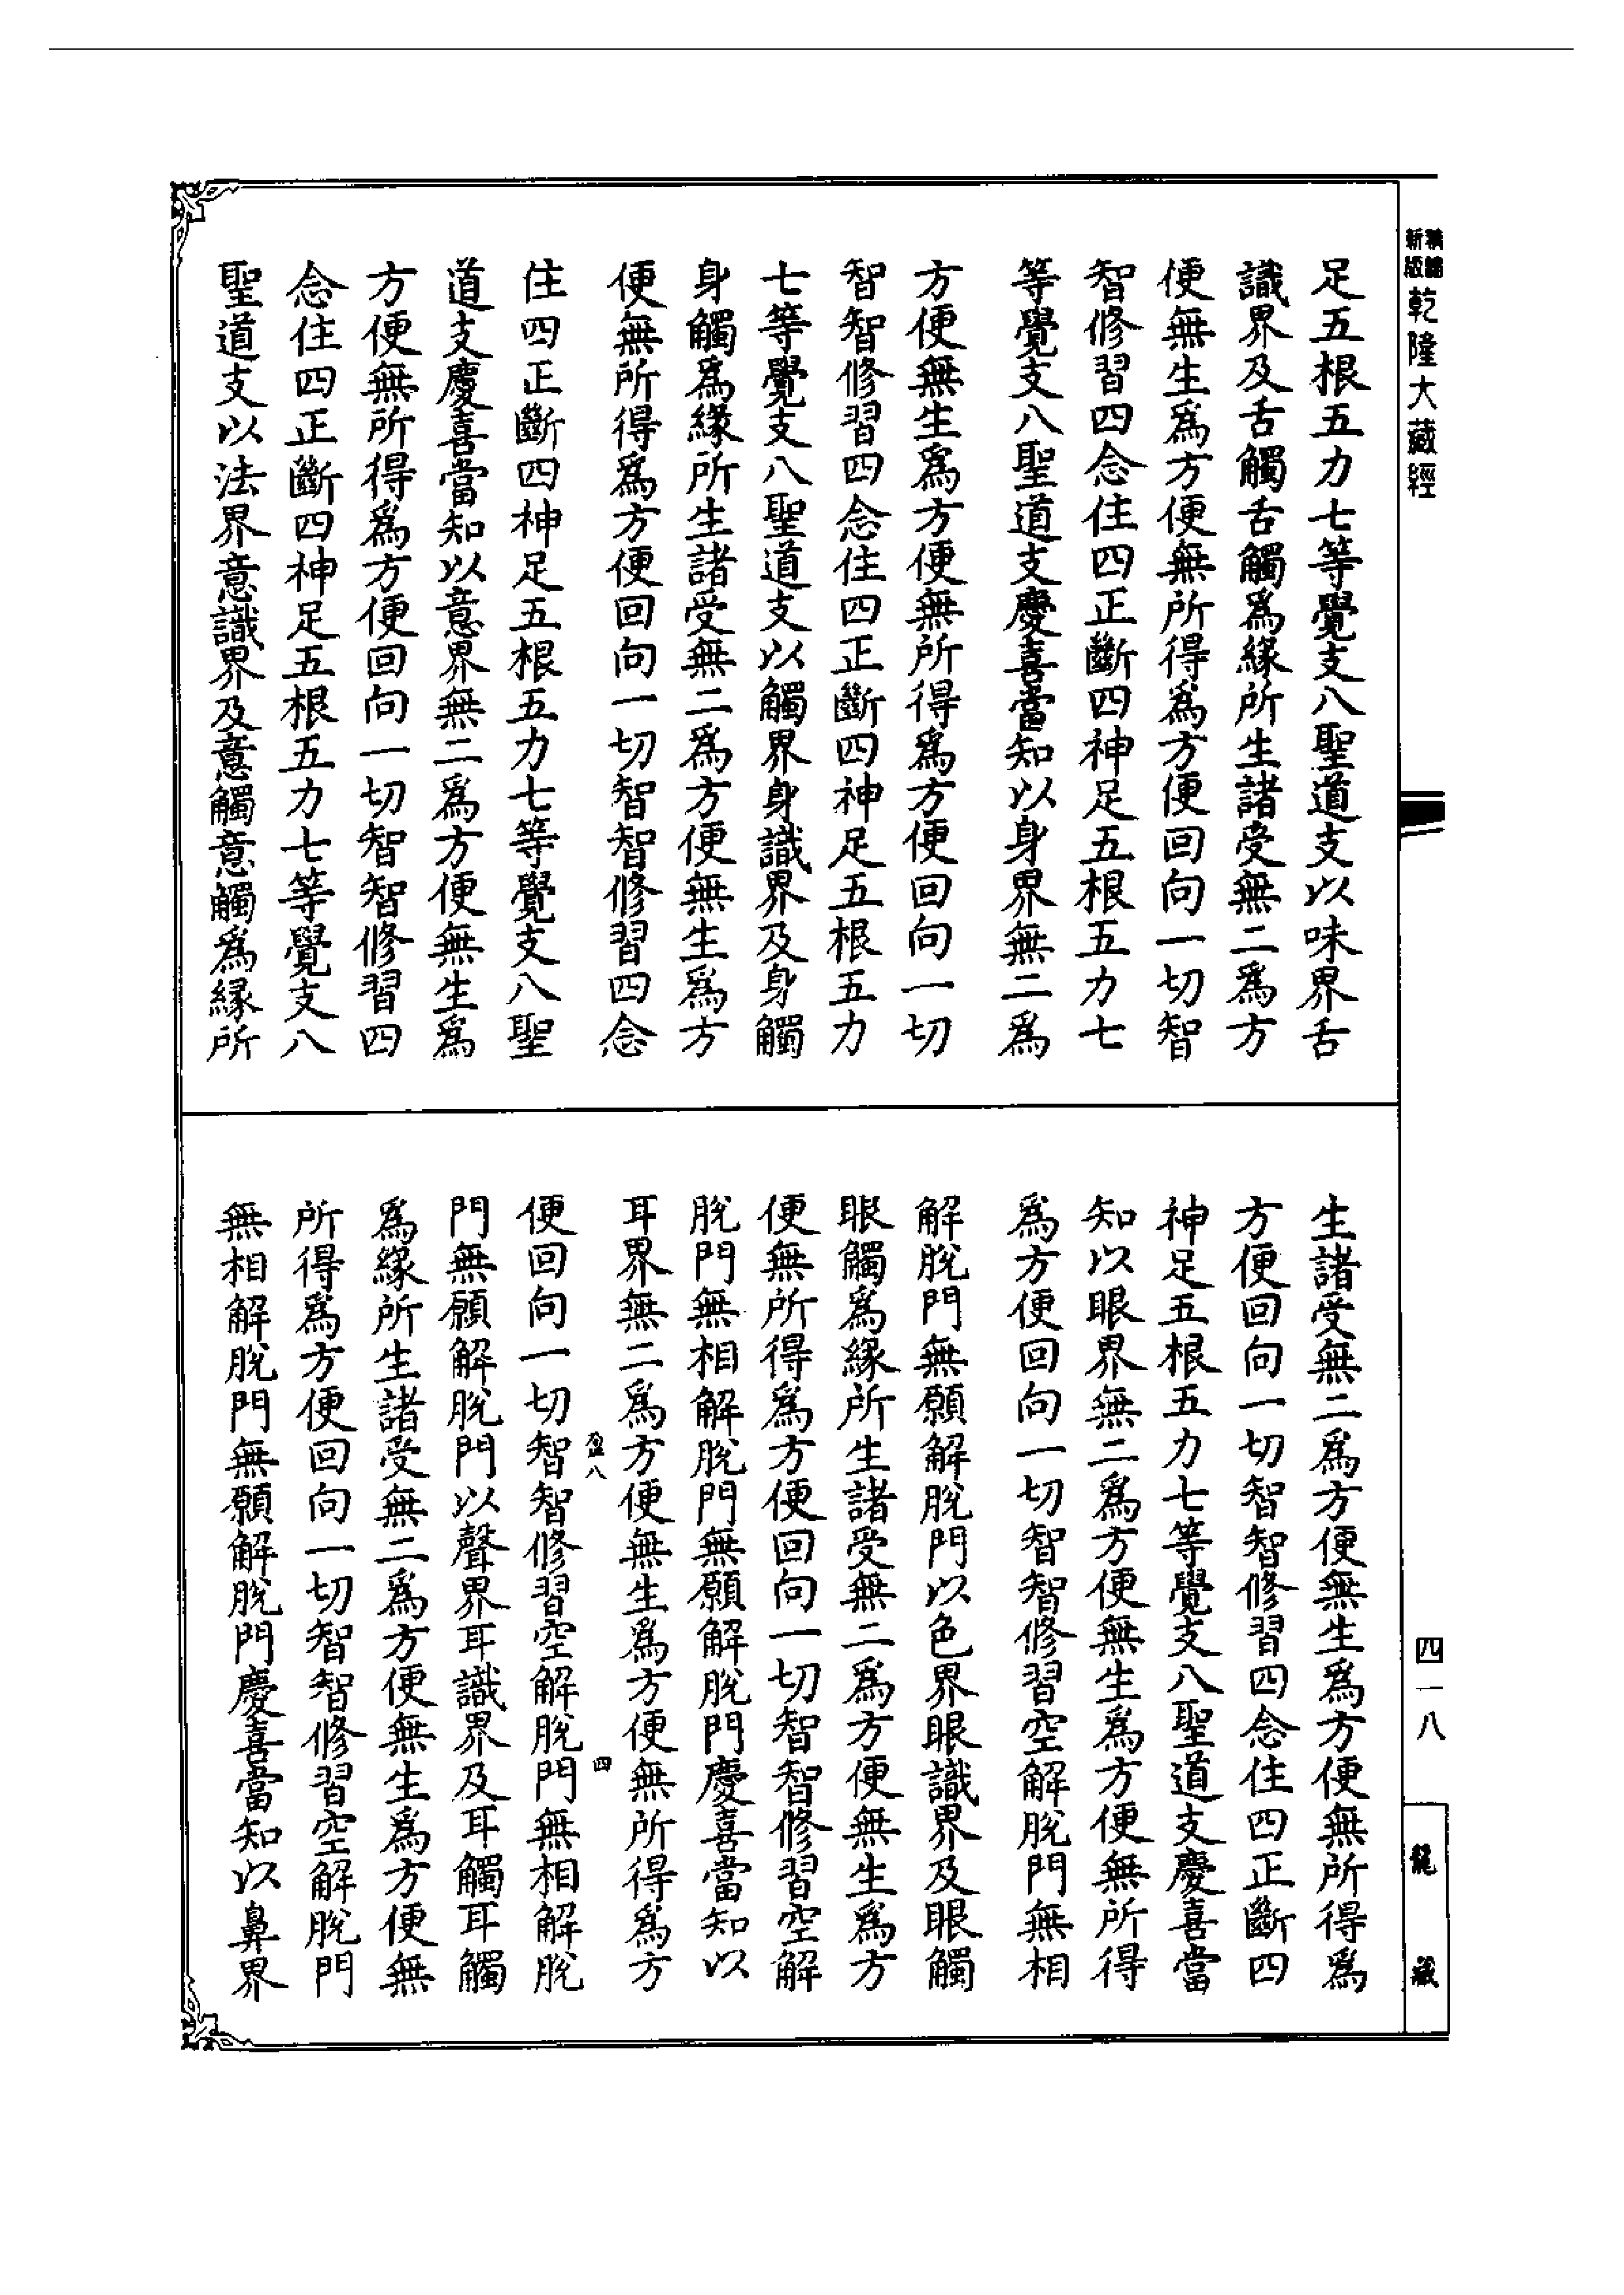 新版
精編
乾隆大藏經
足五根五力七等覺支八聖道支以味界舌
識界及舌觸舌觸爲緣所生諸受無二爲方
便無生爲方便無所得爲方便回向一切智
智修習四念住四正斷四神足五根五力七
等覺支八聖道支慶喜當知以身界無二爲
方便無生爲方便無所得爲方便回向一切
智智修習四念住四正斷四神足五根五力
七等覺支八聖道支以觸界身識界及身觸
身觸爲緣所生諸受無二爲方便無生爲方
便無所得爲方便回向一切智智修習四念
住四正斷四神足五根五力七等覺支八聖
道支慶喜當知以意界無二爲方便無生爲
方便無所得爲方便回向一切智智修習四
念住四正斷四神足五根五力七等覺支八
聖道支以法界意識界及意觸意觸爲緣所
生諸受無二爲方便無生爲方便無所得爲
方便回向一切智智修習四念住四正斷四
神足五根五力七等覺支八聖道支慶喜當
知以眼界無二爲方便無生爲方便無所得
爲方便回向一切智智修習空解脫門無相
解脫門無願解脫門以色界眼識界及眼觸
眼觸爲緣所生諸受無二爲方便無生爲方
便無所得爲方便回向一切智智修習空解
脫門無相解脫門無願解脫門慶喜當知以
耳界無二爲方便無生爲方便無所得爲方
盈八
四
便回向一切智智修習空解脫門無相解脫
門無願解脫門以聲界耳識界及耳觸耳觸
爲緣所生諸受無二爲方便無生爲方便無
所得爲方便回向一切智智修習空解脫門
無相解脫門無願解脫門慶喜當知以鼻界
四一八
龍藏